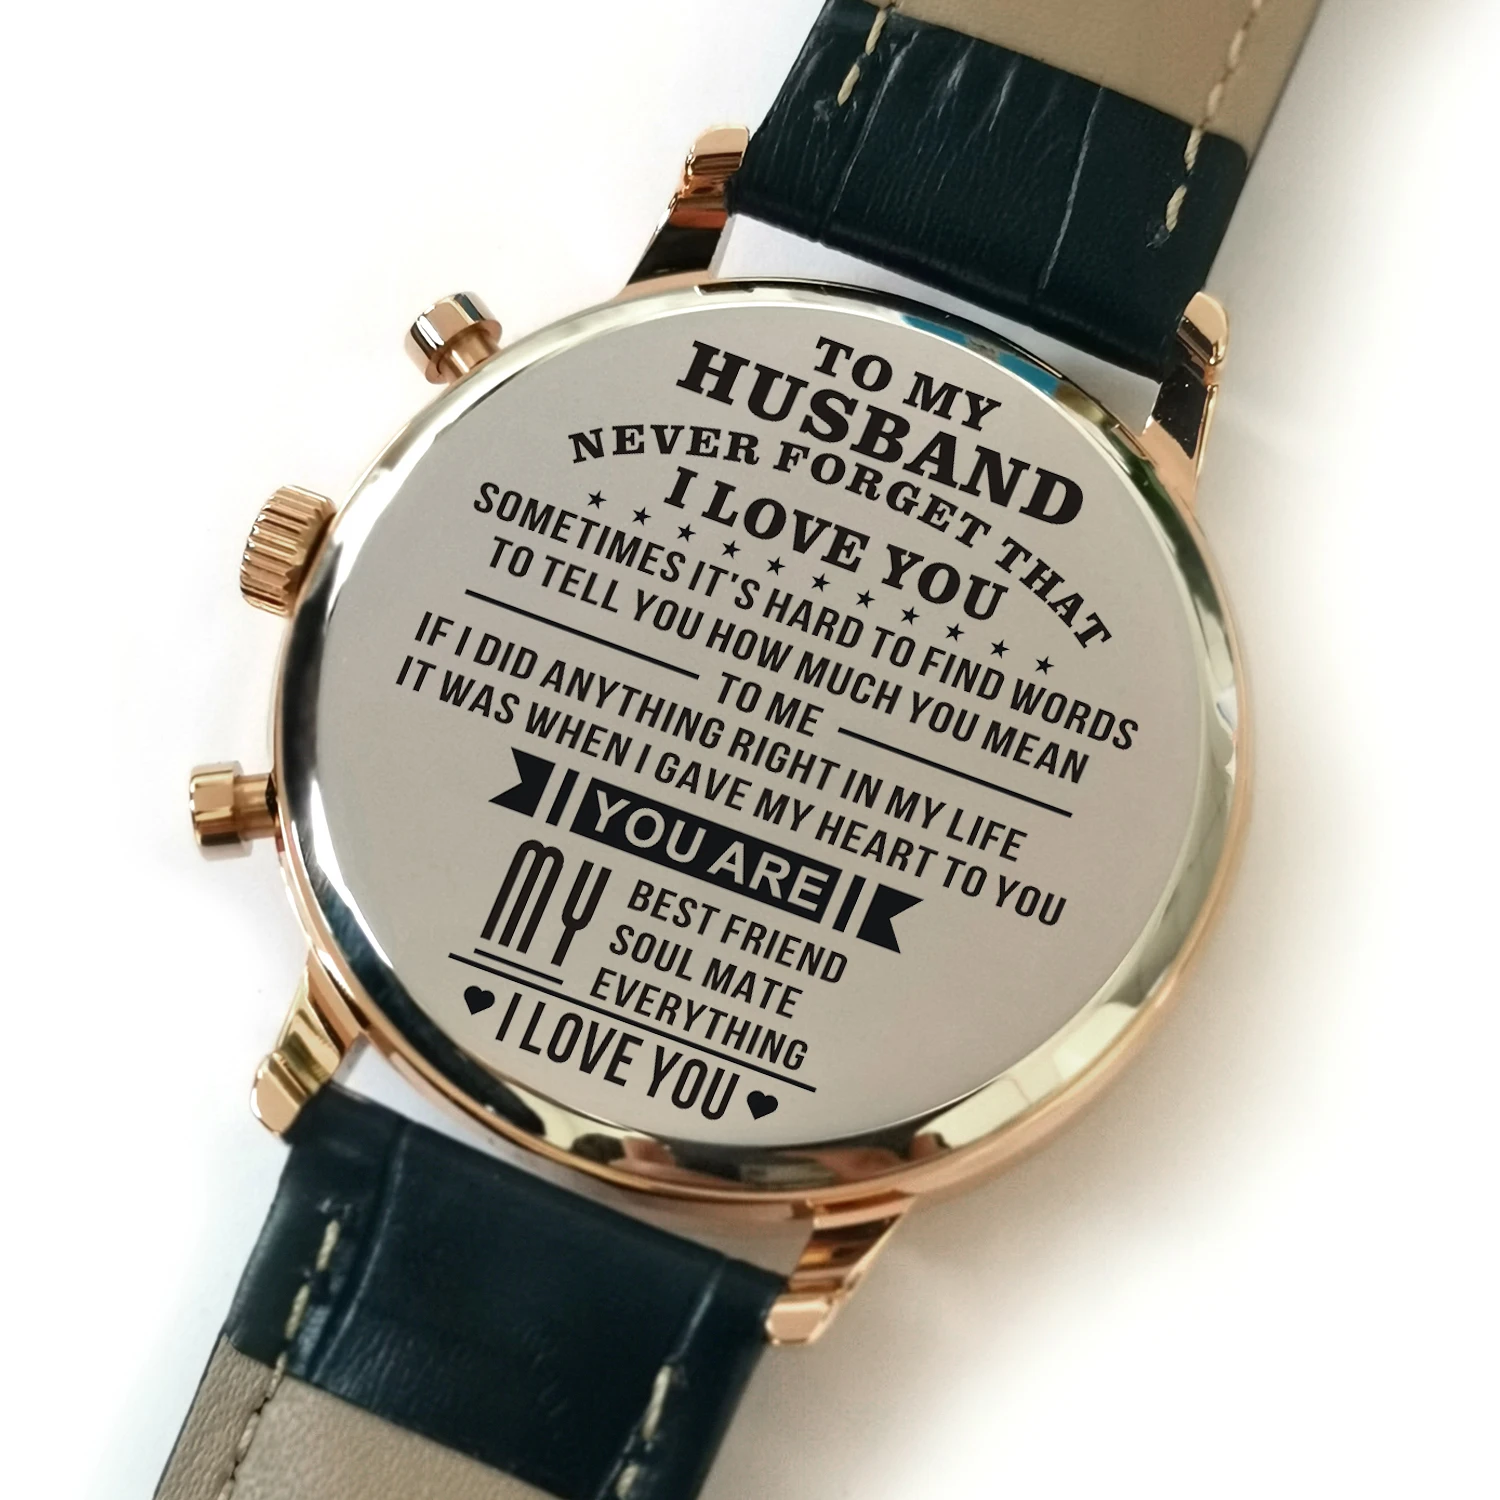 TO MY
HUSBAND
NEVER FORGET THAT
I LOVE YOU
SOMETIMES IT'S HARD TO FIND WORDS
TO TELL YOU HOW MUCH YOU MEAN
TO ME
IF I DID ANYTHING RIGHT IN MY LIFE
IT WAS WHEN I GAVE MY HEART TO YOU
YOU ARE
MY
BEST FRIEND
SOUL MATE
EVERYTHING
I LOVE YOU